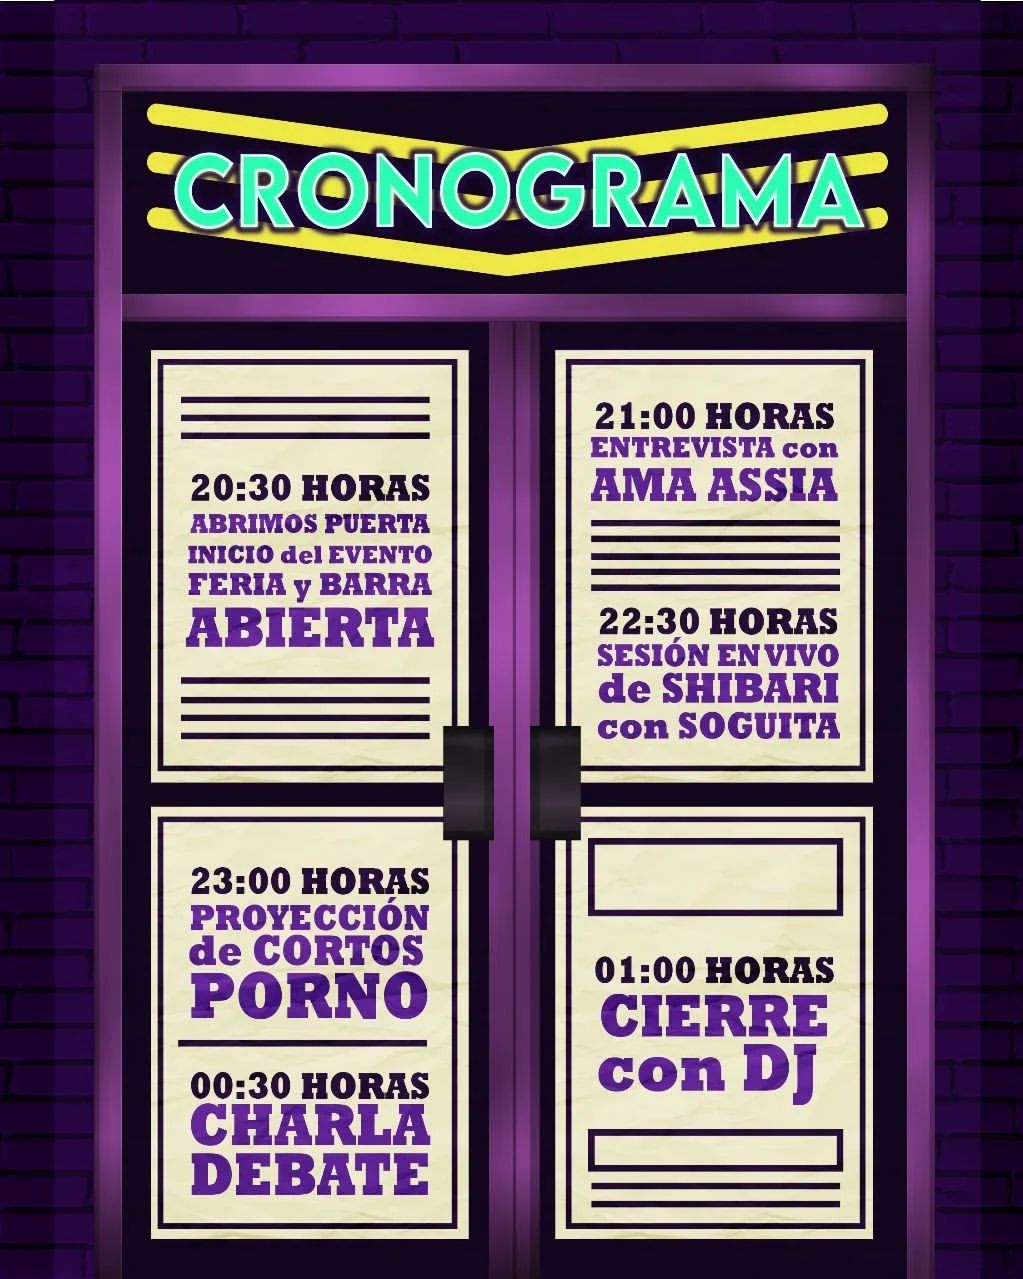 CRONOGRAMA
20:30 HORAS
ABRIMOS PUERTA
INICIO del EVENTO
FERIA y BARRA
ABIERTA
21:00 HORAS
ENTREVISTA con
AMA ASSIA
22:30 HORAS
SESIÓN EN VIVO
de SHIBARI
con SOGUITA
23:00 HORAS
PROYECCIÓN
de CORTOS
PORNO
00:30 HORAS
CHARLA
DEBATE
01:00 HORAS
CIERRE
con DJ